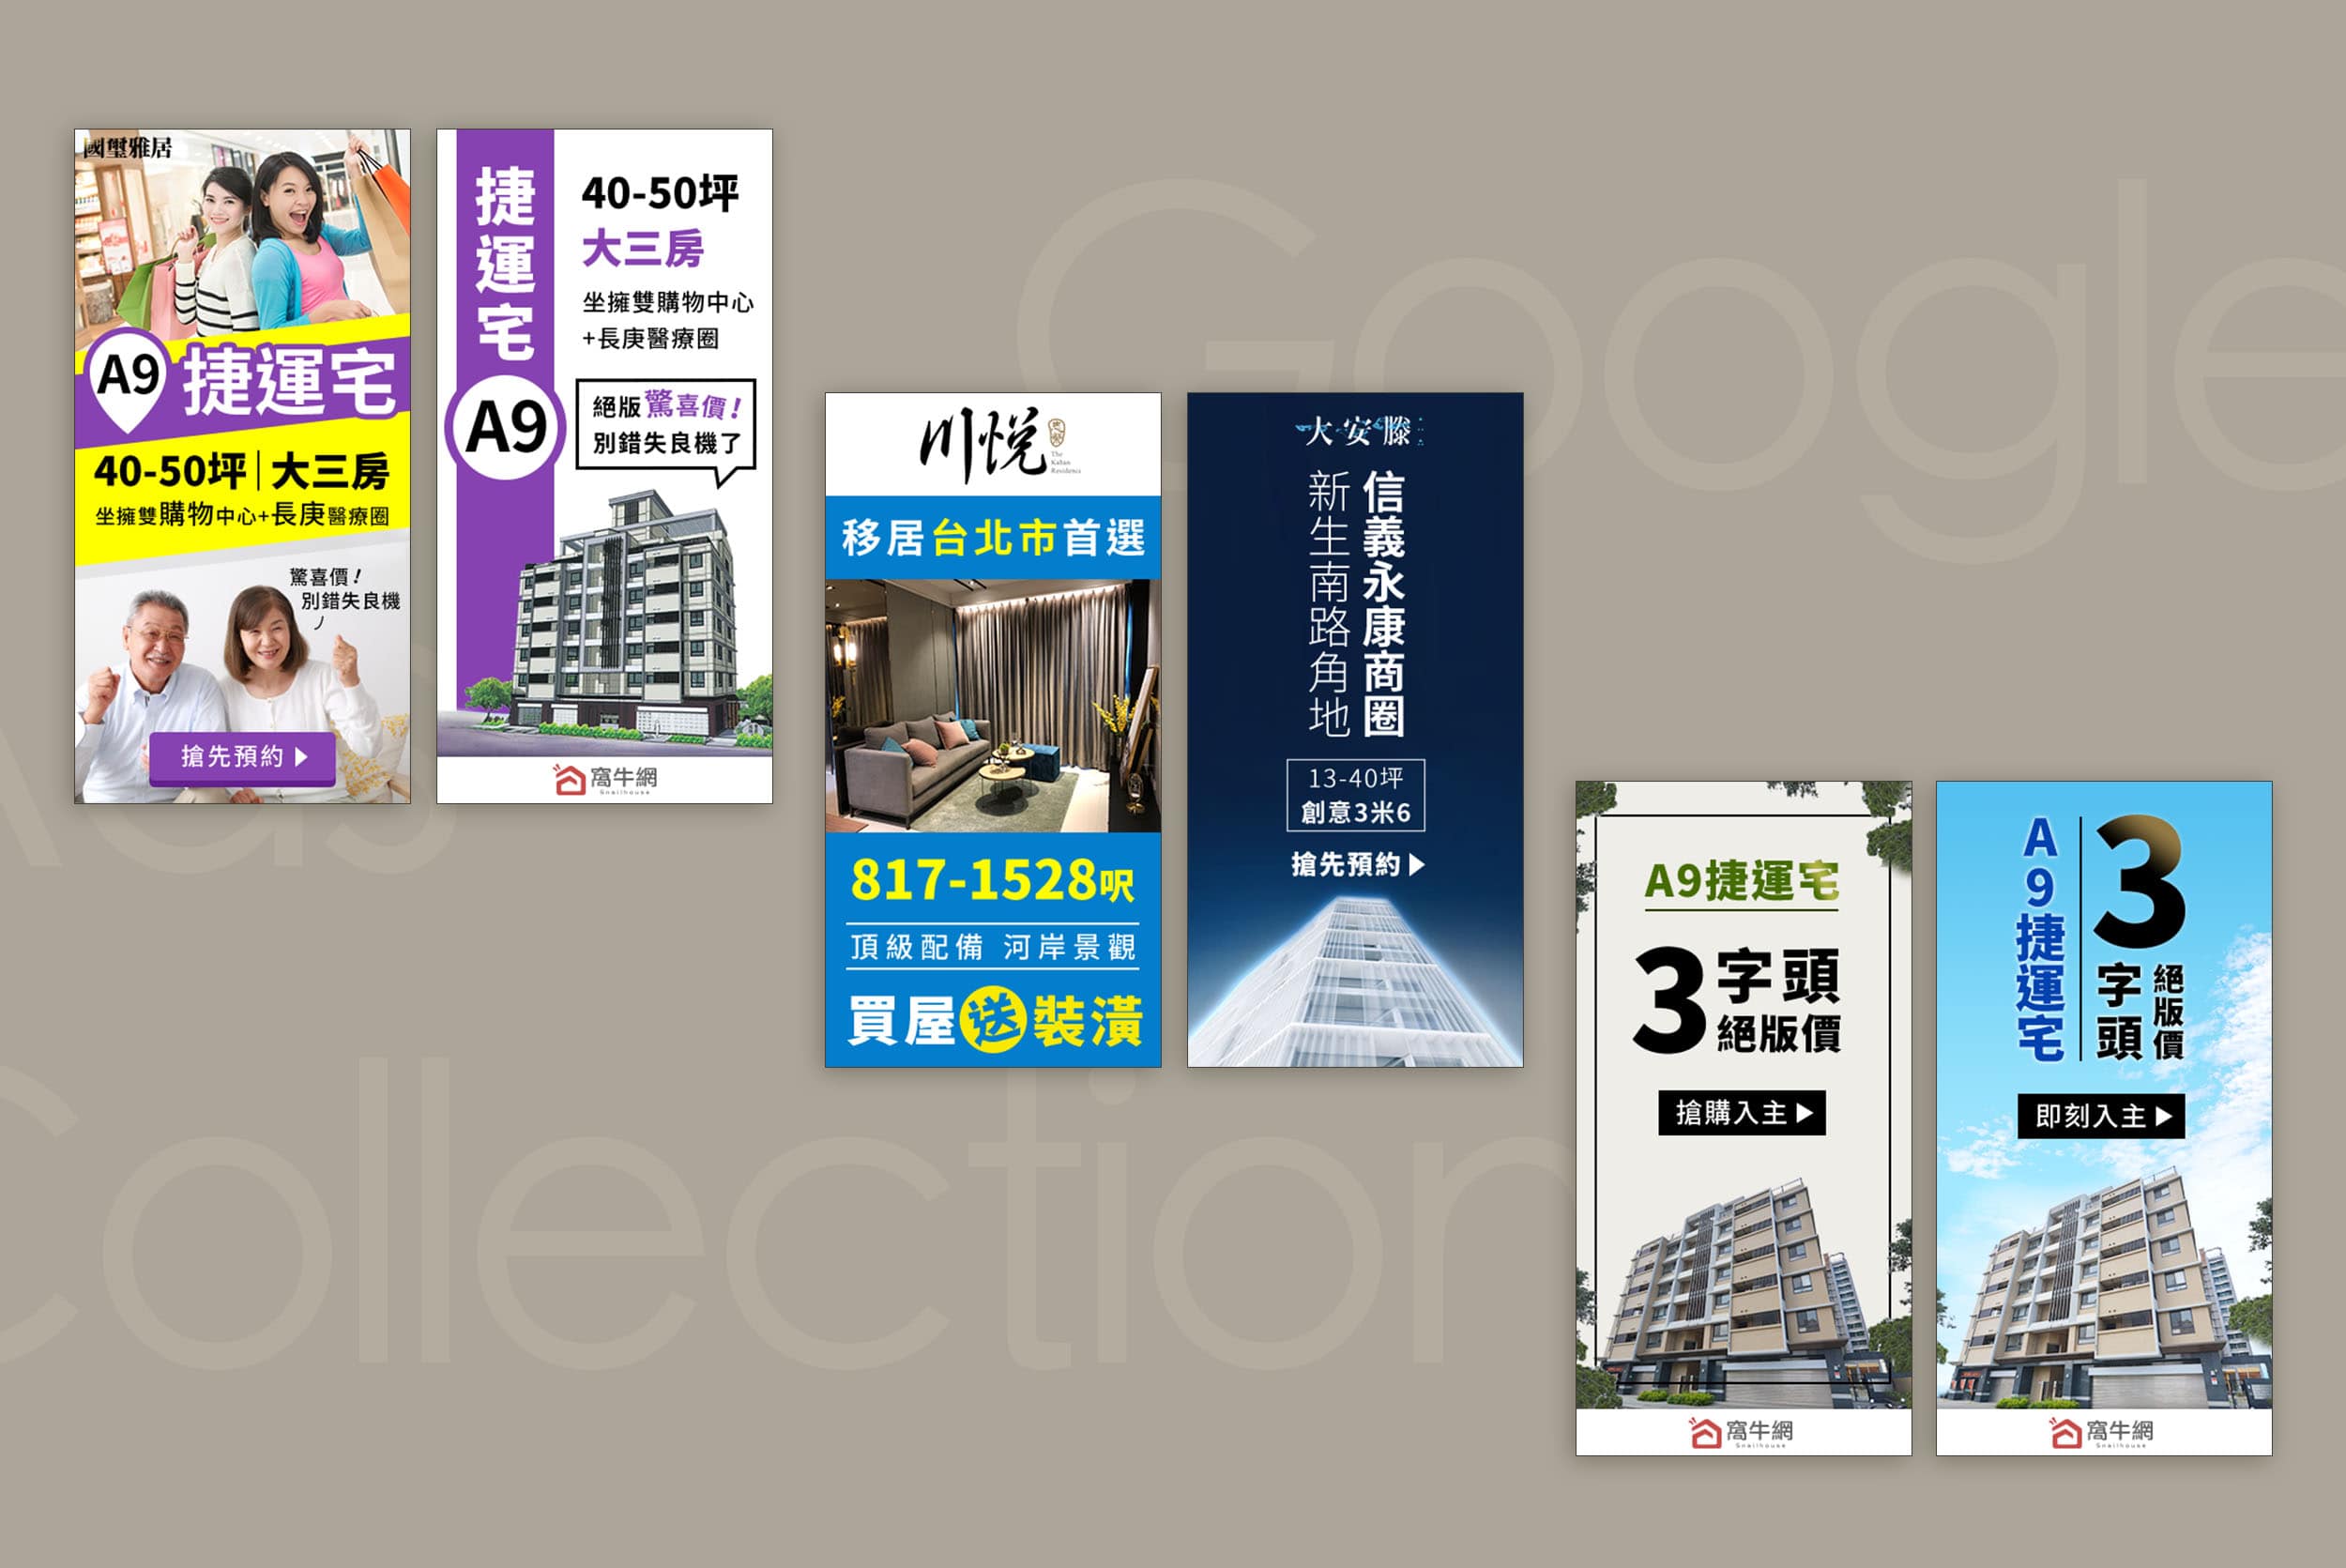 Google
Ads
Collection
國璽雅居
A9
捷運宅
40-50坪|大三房
坐擁雙購物中心+長庚醫療圈
驚喜價！
別錯失良機
搶先預約▶
捷運宅
A9
40-50坪
大三房
坐擁雙購物中心
+長庚醫療圈
絕版驚喜價！
別錯失良機了
窩牛網
Snailhouse
川悅
The
Residence
移居台北市首選
817-1528呎
頂級配備 河岸景觀
買屋送裝潢
大安滕
信義永康商圈
新生南路角地
13-40坪
創意3米6
搶先預約▶
A9捷運宅
3字頭
絕版價
搶購入主▶
窩牛網
Snailhouse
A9捷運宅
3字頭
絕版價
即刻入主▶
窩牛網
Snailhouse